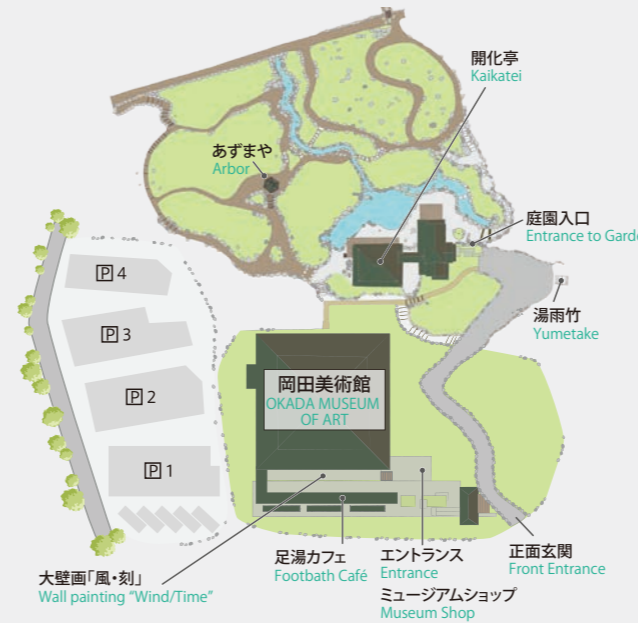 開化亭
Kaikatei
あずまや
Arbor
庭園入口
Entrance to Garde
湯雨竹
Yumetake
P 4
P 3
P 2
P 1
岡田美術館
OKADA MUSEUM
OF ART
大壁画「風・刻」
Wall painting “Wind/Time”
足湯カフェ
Footbath Café
エントランス
Entrance
ミュージアムショップ
Museum Shop
正面玄関
Front Entrance